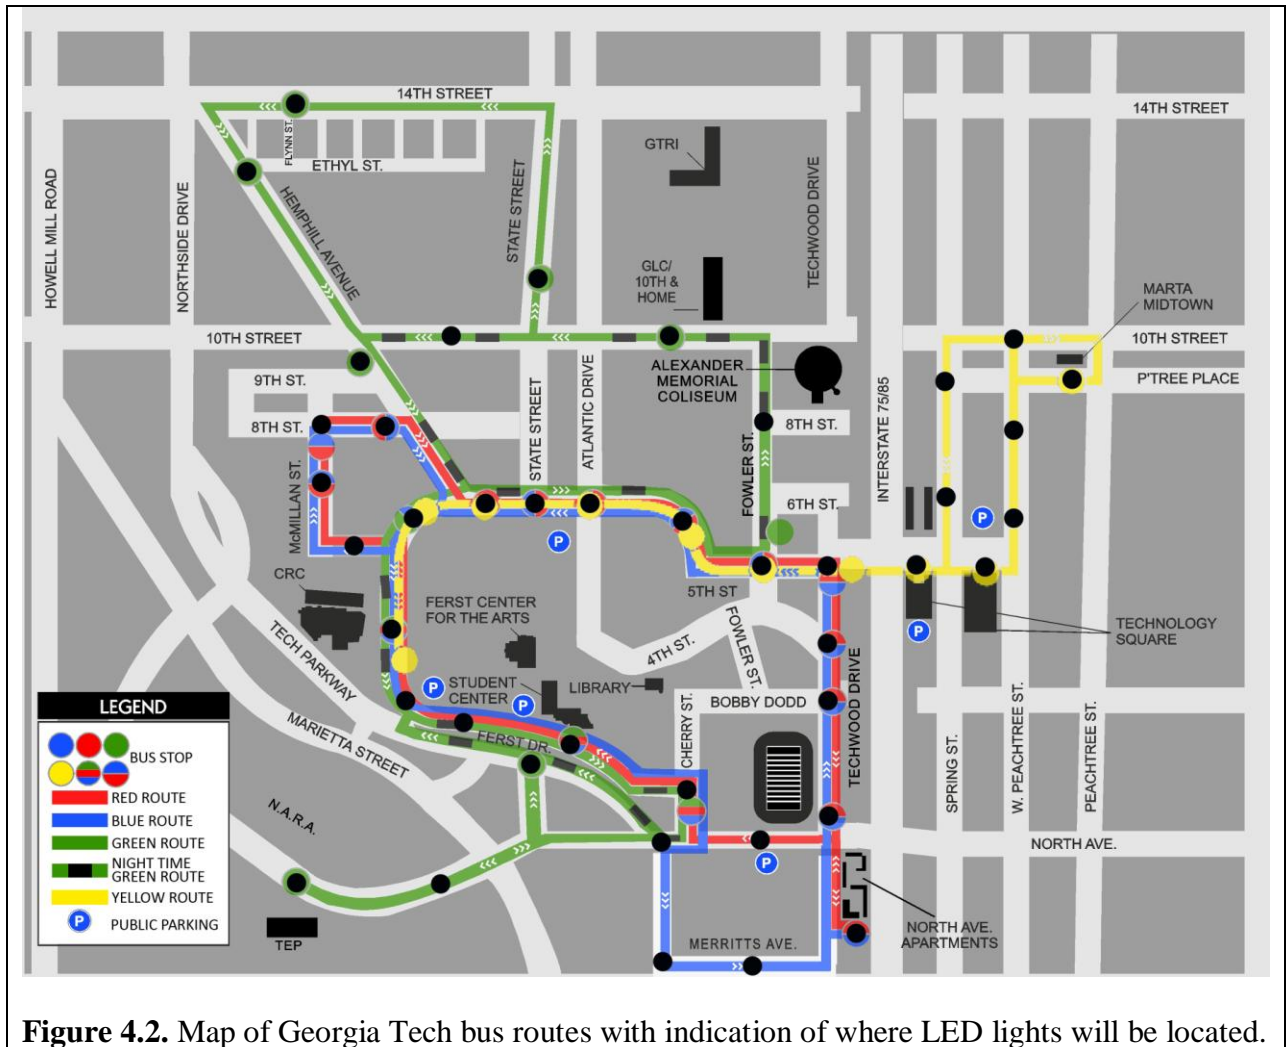 14TH STREET
14TH STREET
FLYNN ST.
ETHYL ST.
GTRI
HOWELL MILL ROAD
NORTHSIDE DRIVE
HEMPHILL AVENUE
STATE STREET
TECHWOOD DRIVE
GLC/
10TH &
HOME
MARTA
MIDTOWN
10TH STREET
10TH STREET
ALEXANDER
MEMORIAL
COLISEUM
P'TREE PLACE
9TH ST.
8TH ST.
8TH ST.
STATE STREET
ATLANTIC DRIVE
FOWLER ST.
INTERSTATE 75/85
6TH ST.
McMILLAN ST.
P
P
CRC
5TH ST
FERST CENTER
FOR THE ARTS
TECHNOLOGY
SQUARE
P
TECH PARKWAY
4TH ST.
FOWLER ST.
TECHWOOD DRIVE
P
STUDENT
CENTER
P
LIBRARY
BOBBY DODD
CHERRY ST.
MARIETTA STREET
FERST DR.
SPRING ST.
W. PEACHTREE ST.
PEACHTREE ST.
N.A.R.A.
NORTH AVE.
P
TEP
MERRITTS AVE.
NORTH AVE.
APARTMENTS
LEGEND
BUS STOP
RED ROUTE
BLUE ROUTE
GREEN ROUTE
NIGHT TIME
GREEN ROUTE
YELLOW ROUTE
P PUBLIC PARKING
Figure 4.2. Map of Georgia Tech bus routes with indication of where LED lights will be located.